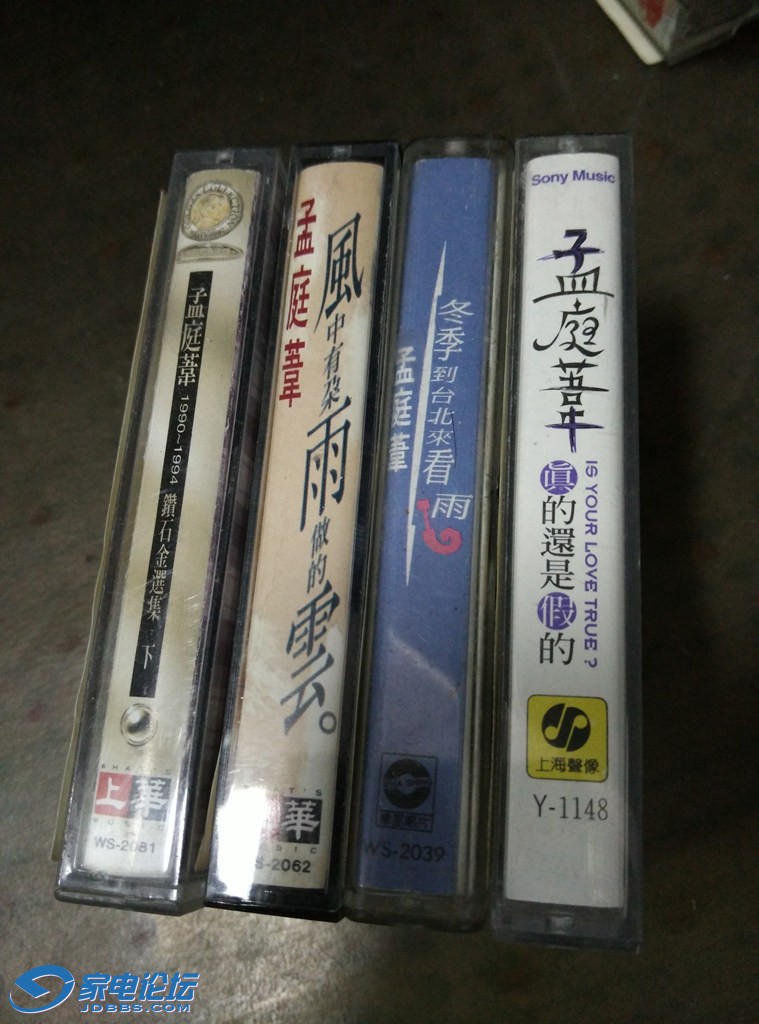 孟庭葦 1990~1994 鑽石金選集 下
WHAT'S
上華
MUSIC
WS-2081
孟庭葦
風中有朵雨做的雲。
華
WS-2062
孟庭葦
冬季到台北來看雨
WS-2039
Sony Music
孟庭葦
IS YOUR LOVE TRUE?
真的還是假的
上海聲像
Y-1148
家电论坛
JDBBS.COM